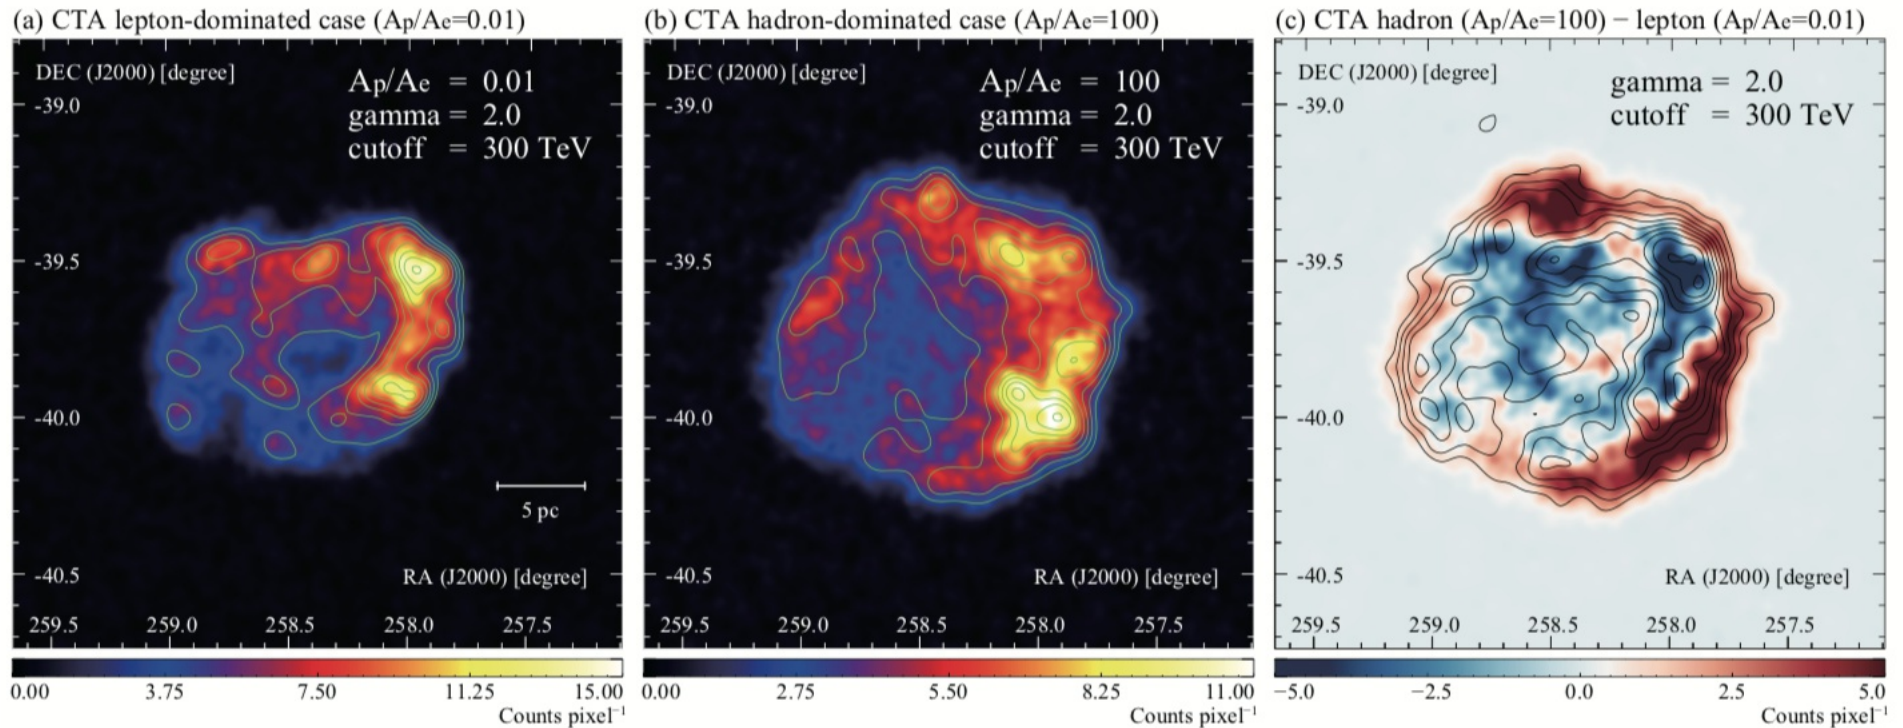 (a) CTA lepton-dominated case (Ap/Ae=0.01)
DEC (J2000) [degree]
Ap/Ae = 0.01
gamma = 2.0
cutoff = 300 TeV
-39.0
-39.5
-40.0
-40.5
5 pc
RA (J2000) [degree]
259.5 259.0 258.5 258.0 257.5
0.00 3.75 7.50 11.25 15.00
Counts pixel⁻¹
(b) CTA hadron-dominated case (Ap/Ae=100)
DEC (J2000) [degree]
Ap/Ae = 100
gamma = 2.0
cutoff = 300 TeV
-39.0
-39.5
-40.0
-40.5
RA (J2000) [degree]
259.5 259.0 258.5 258.0 257.5
0.00 2.75 5.50 8.25 11.00
Counts pixel⁻¹
(c) CTA hadron (Ap/Ae=100) − lepton (Ap/Ae=0.01)
DEC (J2000) [degree]
gamma = 2.0
cutoff = 300 TeV
-39.0
-39.5
-40.0
-40.5
RA (J2000) [degree]
259.5 259.0 258.5 258.0 257.5
−5.0 −2.5 0.0 2.5 5.0
Counts pixel⁻¹